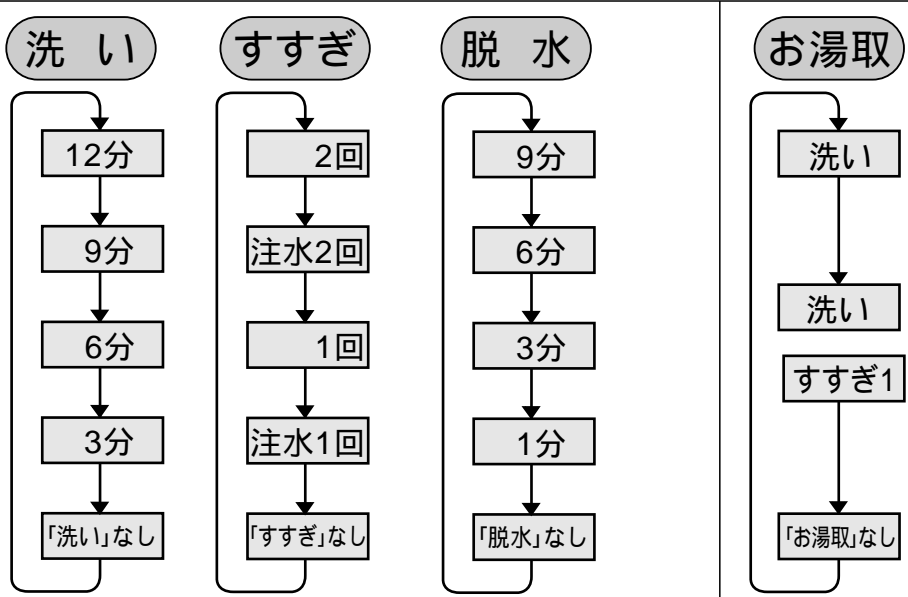 洗 い
12分
9分
6分
3分
「洗い」なし
すすぎ
2回
注水2回
1回
注水1回
「すすぎ」なし
脱 水
9分
6分
3分
1分
「脱水」なし
お湯取
洗い
洗い
すすぎ1
「お湯取」なし